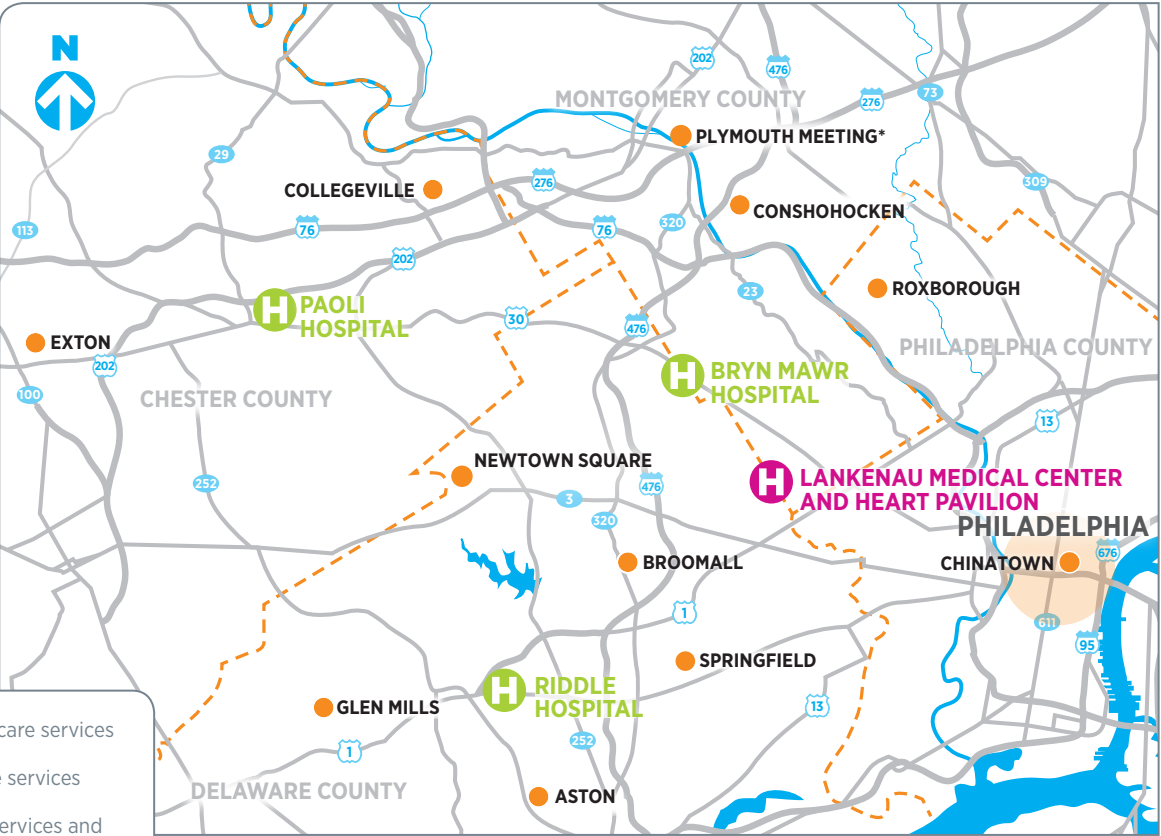 N
202
476
MONTGOMERY COUNTY
276
73
PLYMOUTH MEETING*
29
COLLEGEVILLE
276
309
CONSHOHOCKEN
113
76
76
320
202
ROXBOROUGH
23
H PAOLI
HOSPITAL
30
476
EXTON
PHILADELPHIA COUNTY
202
H BRYN MAWR
HOSPITAL
100
CHESTER COUNTY
13
NEWTOWN SQUARE
252
3
476
H LANKENAU MEDICAL CENTER
AND HEART PAVILION
320
PHILADELPHIA
676
BROOMALL
CHINATOWN
1
611
95
SPRINGFIELD
H RIDDLE
HOSPITAL
GLEN MILLS
13
care services
252
1
services
DELAWARE COUNTY
ASTON
ervices and